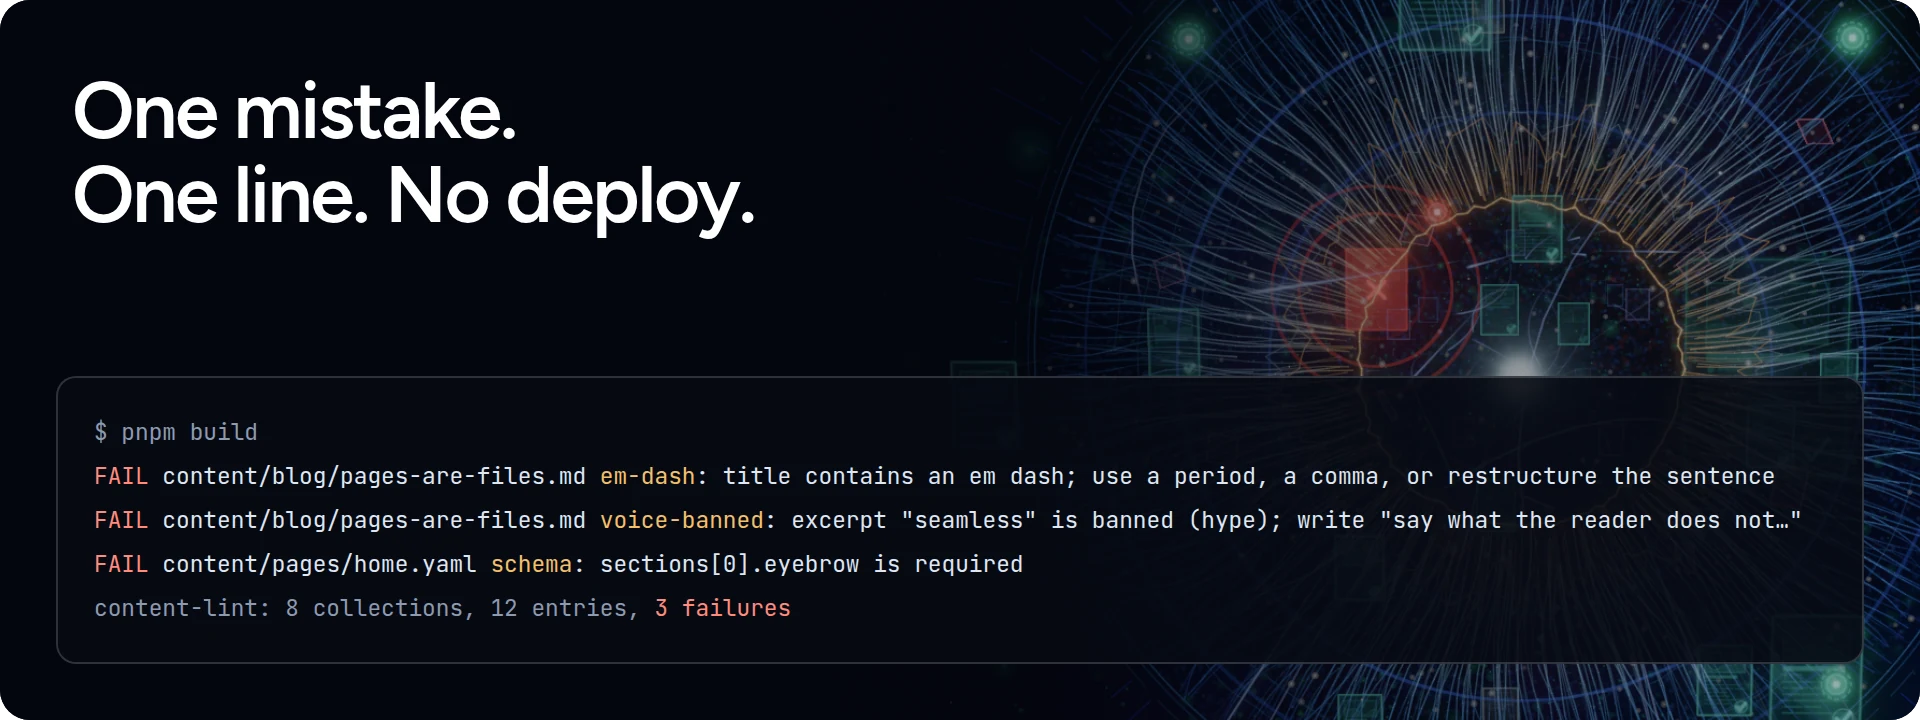 One mistake.
One line. No deploy.
$ pnpm build
FAIL content/blog/pages-are-files.md em-dash: title contains an em dash; use a period, a comma, or restructure the sentence
FAIL content/blog/pages-are-files.md voice-banned: excerpt "seamless" is banned (hype); write "say what the reader does not…"
FAIL content/pages/home.yaml schema: sections[0].eyebrow is required
content-lint: 8 collections, 12 entries, 3 failures